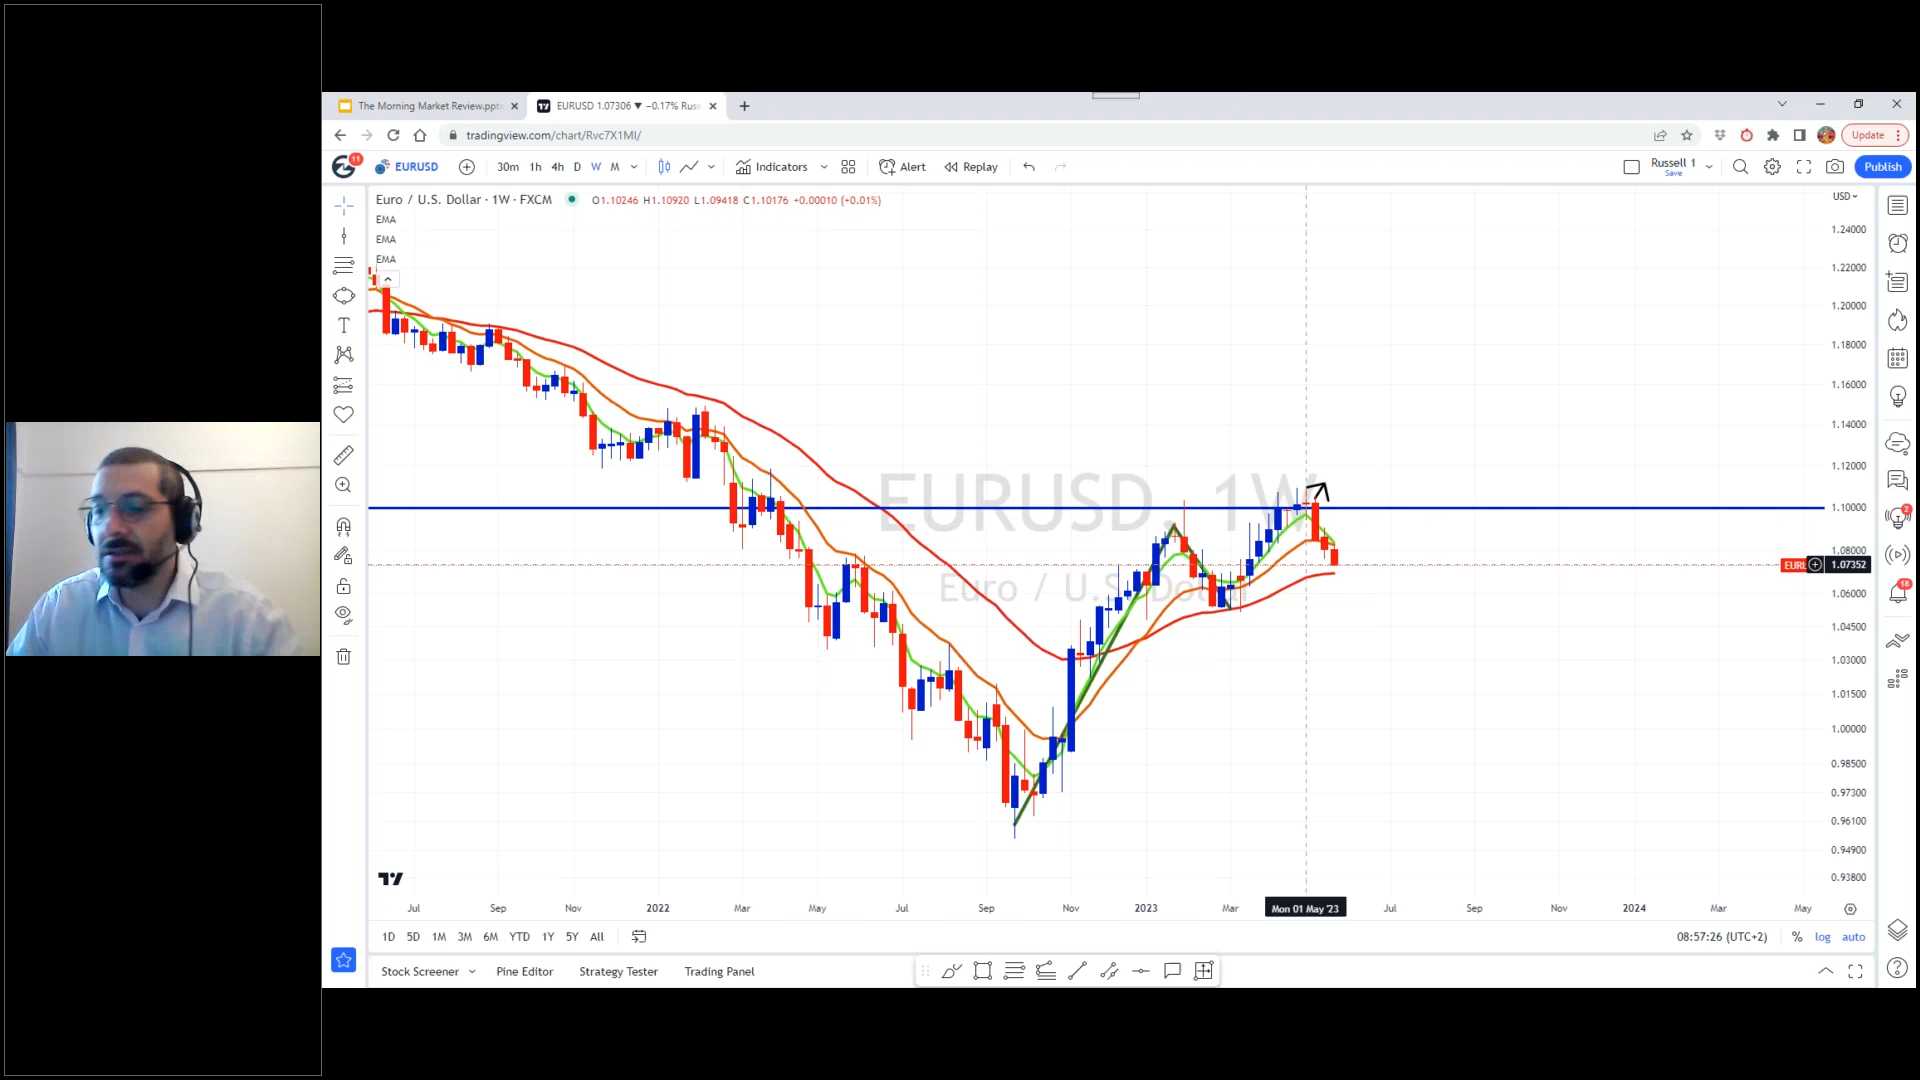 The Morning Market Review.ppt
EURUSD 1.07306 ▼ −0.17% Russ
tradingview.com/chart/Rvc7X1MI/
Update
11
EURUSD
30m 1h 4h D W M
Indicators
Alert
Replay
Russell 1
Save
Publish
Euro / U.S. Dollar · 1W · FXCM
O1.10246 H1.10920 L1.09418 C1.10176 +0.00010 (+0.01%)
USD
EMA
EMA
EMA
1.24000
1.22000
1.20000
1.18000
1.16000
1.14000
1.12000
1.10000
1.08000
EURUSD, 1W
Euro / U.S. Dollar
EURU
1.07352
1.06000
1.04500
1.03000
1.01500
1.00000
0.98500
0.97300
0.96100
0.94900
0.93800
2
18
Jul Sep Nov 2022 Mar May Jul Sep Nov 2023 Mar Mon 01 May '23 Jul Sep Nov 2024 Mar May
1D 5D 1M 3M 6M YTD 1Y 5Y All
08:57:26 (UTC+2) % log auto
Stock Screener Pine Editor Strategy Tester Trading Panel